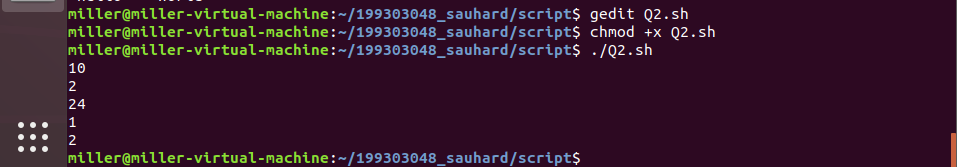 miller@miller-virtual-machine:~/199303048_sauhard/script$ gedit Q2.sh
miller@miller-virtual-machine:~/199303048_sauhard/script$ chmod +x Q2.sh
miller@miller-virtual-machine:~/199303048_sauhard/script$ ./Q2.sh
10
2
24
1
2
miller@miller-virtual-machine:~/199303048_sauhard/script$